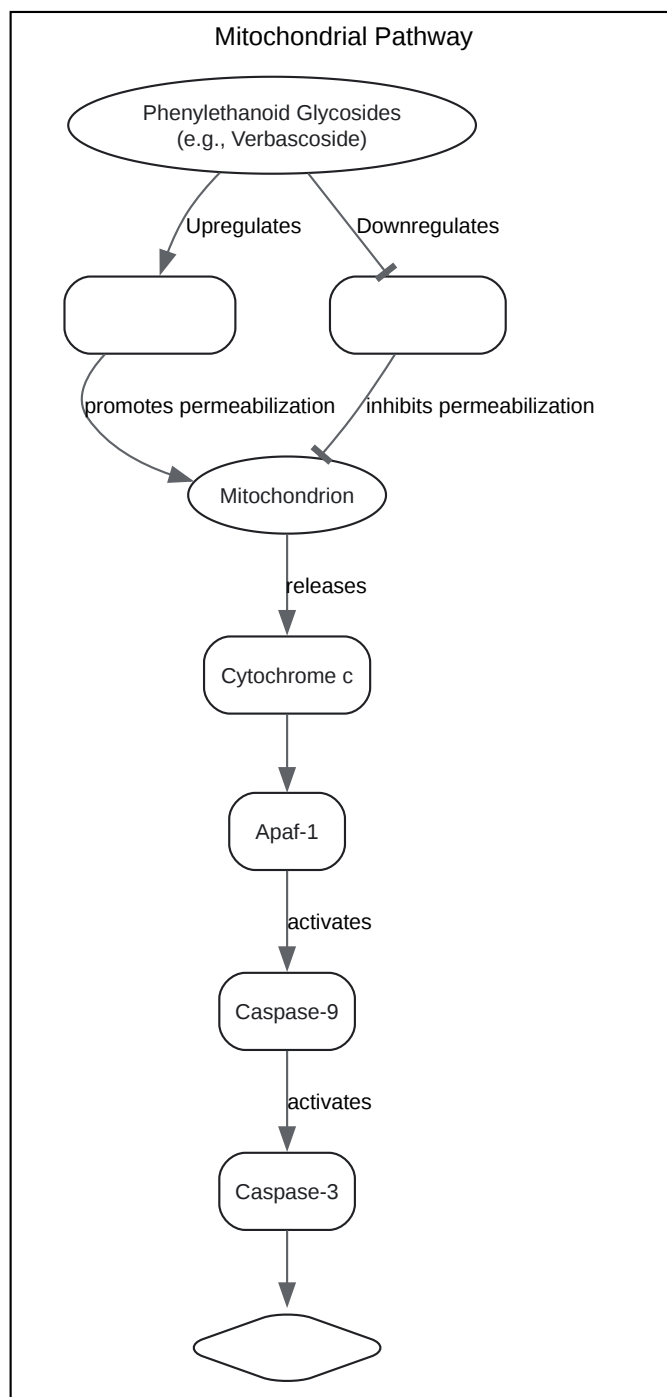 Mitochondrial Pathway
Phenylethanoid Glycosides
(e.g., Verbascoside)
Upregulates
Downregulates
promotes permeabilization
inhibits permeabilization
Mitochondrion
releases
Cytochrome c
Apaf-1
activates
Caspase-9
activates
Caspase-3